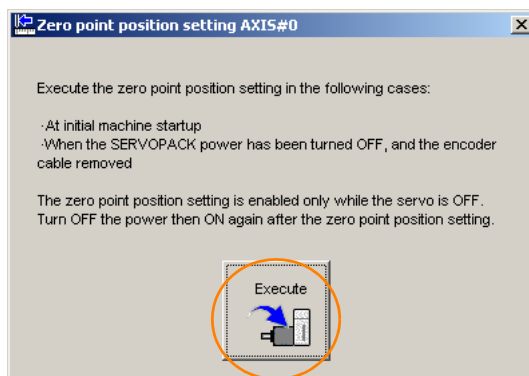 Zero point position setting AXIS#0
Execute the zero point position setting in the following cases:
·At initial machine startup
·When the SERVOPACK power has been turned OFF, and the encoder
cable removed
The zero point position setting is enabled only while the servo is OFF.
Turn OFF the power then ON again after the zero point position setting.
Execute